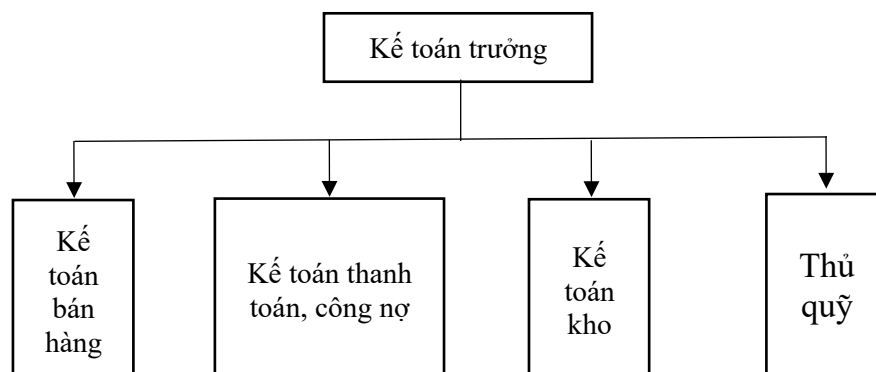 Kế toán trưởng
Kế
toán
bán
hàng
Kế toán thanh
toán, công nợ
Kế
toán
kho
Thủ
quỹ